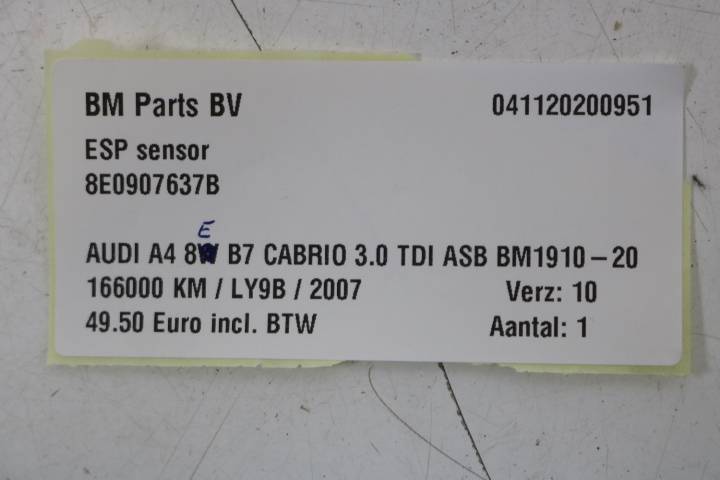 BM Parts BV 041120200951
ESP sensor
8E0907637B
E
AUDI A4 8W B7 CABRIO 3.0 TDI ASB BM1910-20
166000 KM / LY9B / 2007 Verz: 10
49.50 Euro incl. BTW Aantal: 1